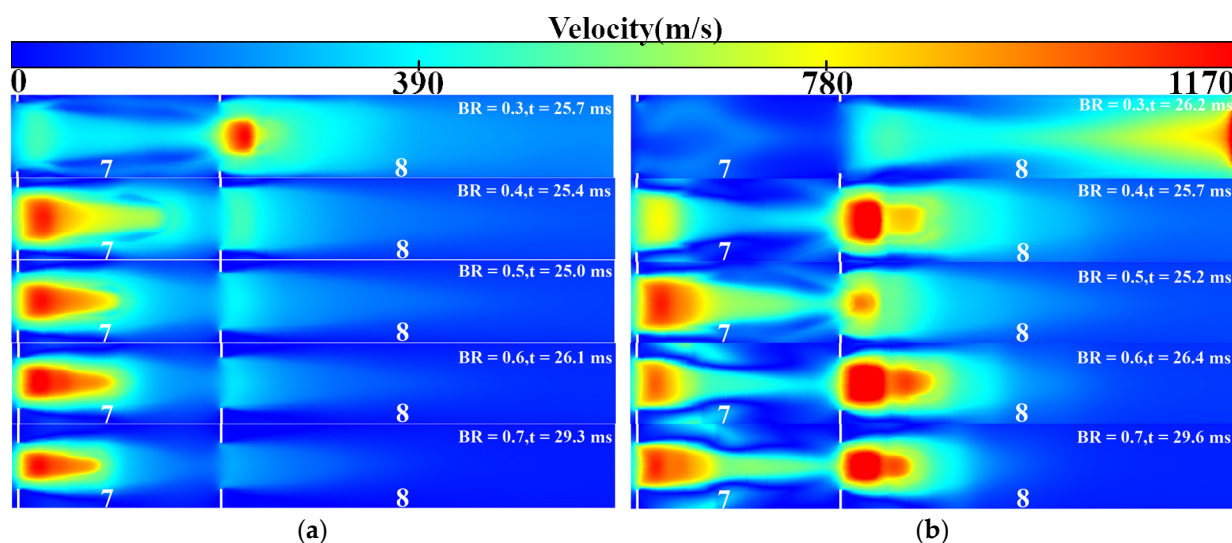 Velocity(m/s)
0 390 780 1170
BR = 0.3,t = 25.7 ms
7 8
BR = 0.4,t = 25.4 ms
7 8
BR = 0.5,t = 25.0 ms
7 8
BR = 0.6,t = 26.1 ms
7 8
BR = 0.7,t = 29.3 ms
7 8
(a)
BR = 0.3,t = 26.2 ms
7 8
BR = 0.4,t = 25.7 ms
7 8
BR = 0.5,t = 25.2 ms
7 8
BR = 0.6,t = 26.4 ms
7 8
BR = 0.7,t = 29.6 ms
7 8
(b)